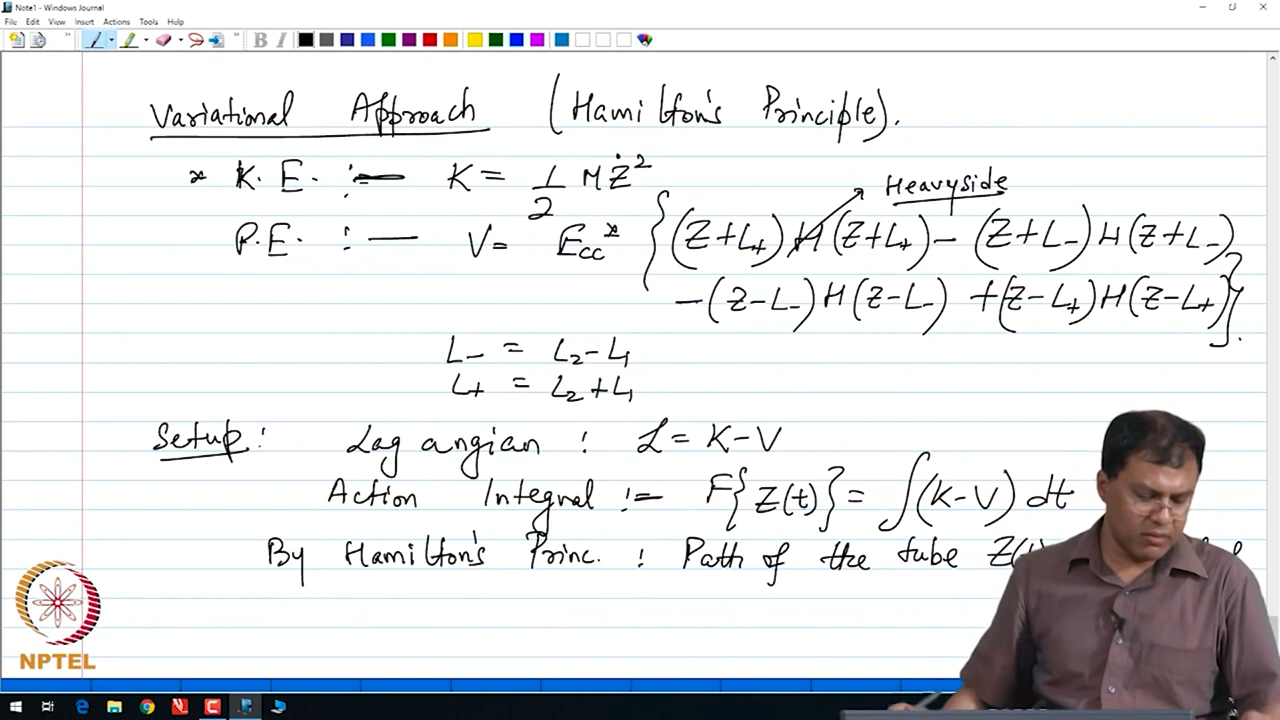 Note1 - Windows Journal
File Edit View Insert Actions Tools Help
Variational Approach (Hamilton's Principle).
* K.E. :— K = 1/2 MŻ²
Heavyside
P.E. :— V = Ecc* {(Z+L+)H(Z+L+) - (Z+L-)H(Z+L-)
-(Z-L-)H(Z-L-) +(Z-L+)H(Z-L+)}.
L- = L2-L1
L+ = L2+L1
Setup: Lagangian : L = K-V
Action Integral :- F{Z(t)} = ∫(K-V) dt
By Hamilton's Princ. : Path of the tube
NPTEL